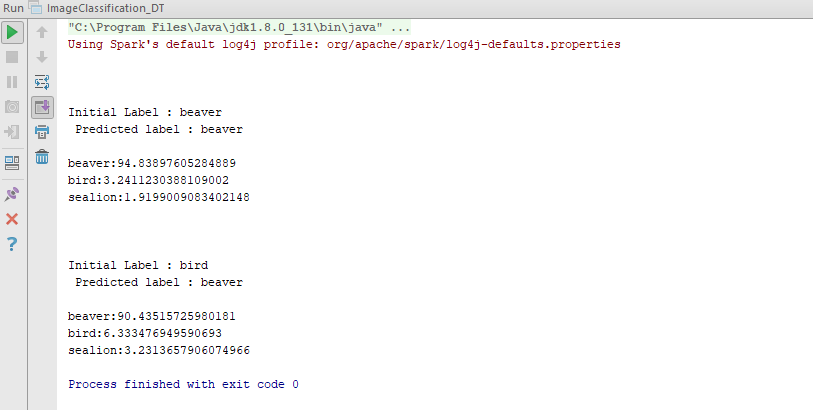 Run ImageClassification_DT
"C:\Program Files\Java\jdk1.8.0_131\bin\java" ...
Using Spark's default log4j profile: org/apache/spark/log4j-defaults.properties
Initial Label : beaver
Predicted label : beaver
beaver:94.83897605284889
bird:3.2411230388109002
sealion:1.9199009083402148
Initial Label : bird
Predicted label : beaver
beaver:90.43515725980181
bird:6.333476949590693
sealion:3.2313657906074966
Process finished with exit code 0